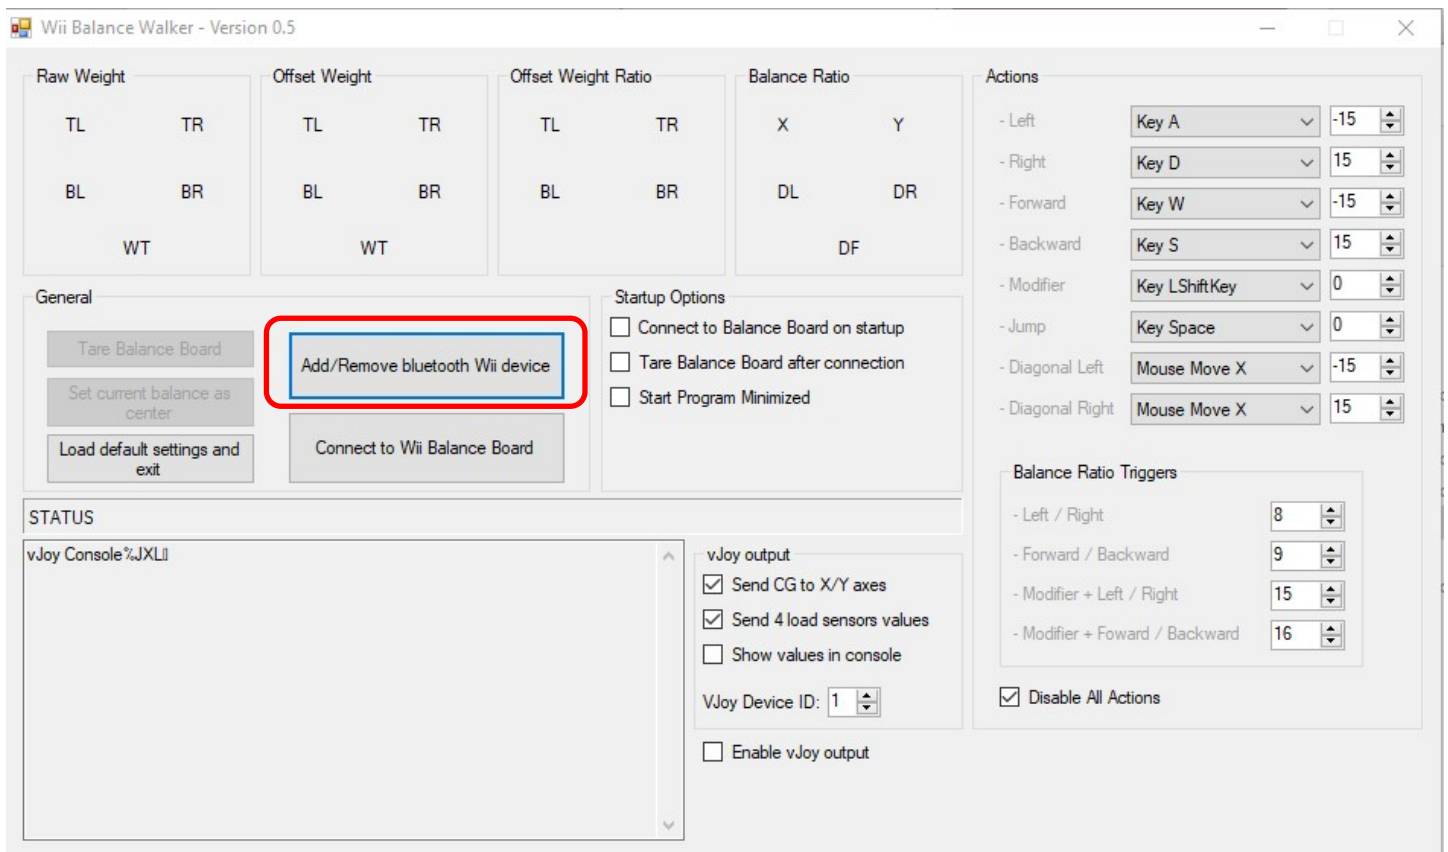 Wii Balance Walker - Version 0.5
Raw Weight
TL TR
BL BR
WT
Offset Weight
TL TR
BL BR
WT
Offset Weight Ratio
TL TR
BL BR
Balance Ratio
X Y
DL DR
DF
Actions
- Left Key A -15
- Right Key D 15
- Forward Key W -15
- Backward Key S 15
- Modifier Key LShiftKey 0
- Jump Key Space 0
- Diagonal Left Mouse Move X -15
- Diagonal Right Mouse Move X 15
General
Tare Balance Board
Set current balance as
center
Load default settings and
exit
Add/Remove bluetooth Wii device
Connect to Wii Balance Board
Startup Options
Connect to Balance Board on startup
Tare Balance Board after connection
Start Program Minimized
Balance Ratio Triggers
- Left / Right 8
- Forward / Backward 9
- Modifier + Left / Right 15
- Modifier + Foward / Backward 16
Disable All Actions
STATUS
vJoy Console%JXL
vJoy output
Send CG to X/Y axes
Send 4 load sensors values
Show values in console
VJoy Device ID: 1
Enable vJoy output